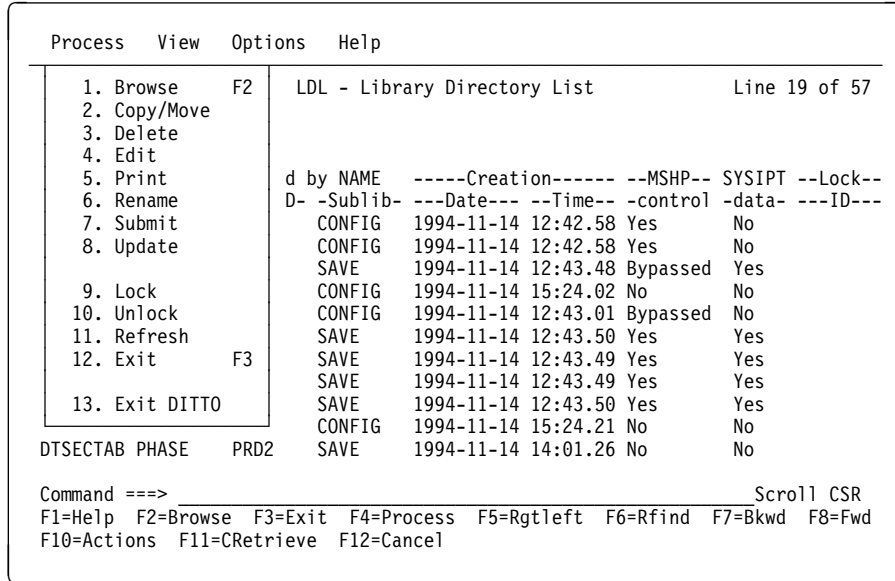 Process   View   Options   Help
1. Browse   F2   LDL - Library Directory List   Line 19 of 57
2. Copy/Move
3. Delete
4. Edit
5. Print   d by NAME   -----Creation------ --MSHP-- SYSIPT --Lock--
6. Rename   D- -Sublib- ---Date--- --Time-- -control -data- ---ID---
7. Submit   CONFIG   1994-11-14 12:42.58 Yes   No
8. Update   CONFIG   1994-11-14 12:42.58 Yes   No
SAVE   1994-11-14 12:43.48 Bypassed   Yes
9. Lock   CONFIG   1994-11-14 15:24.02 No   No
10. Unlock   CONFIG   1994-11-14 12:43.01 Bypassed   No
11. Refresh   SAVE   1994-11-14 12:43.50 Yes   Yes
12. Exit   F3   SAVE   1994-11-14 12:43.49 Yes   Yes
SAVE   1994-11-14 12:43.49 Yes   Yes
13. Exit DITTO   SAVE   1994-11-14 12:43.50 Yes   Yes
CONFIG   1994-11-14 15:24.21 No   No
DTSECTAB PHASE   PRD2   SAVE   1994-11-14 14:01.26 No   No
Command ===> _______________________________________________________Scroll CSR
F1=Help  F2=Browse  F3=Exit  F4=Process  F5=Rgtleft  F6=Rfind  F7=Bkwd  F8=Fwd
F10=Actions  F11=CRetrieve  F12=Cancel